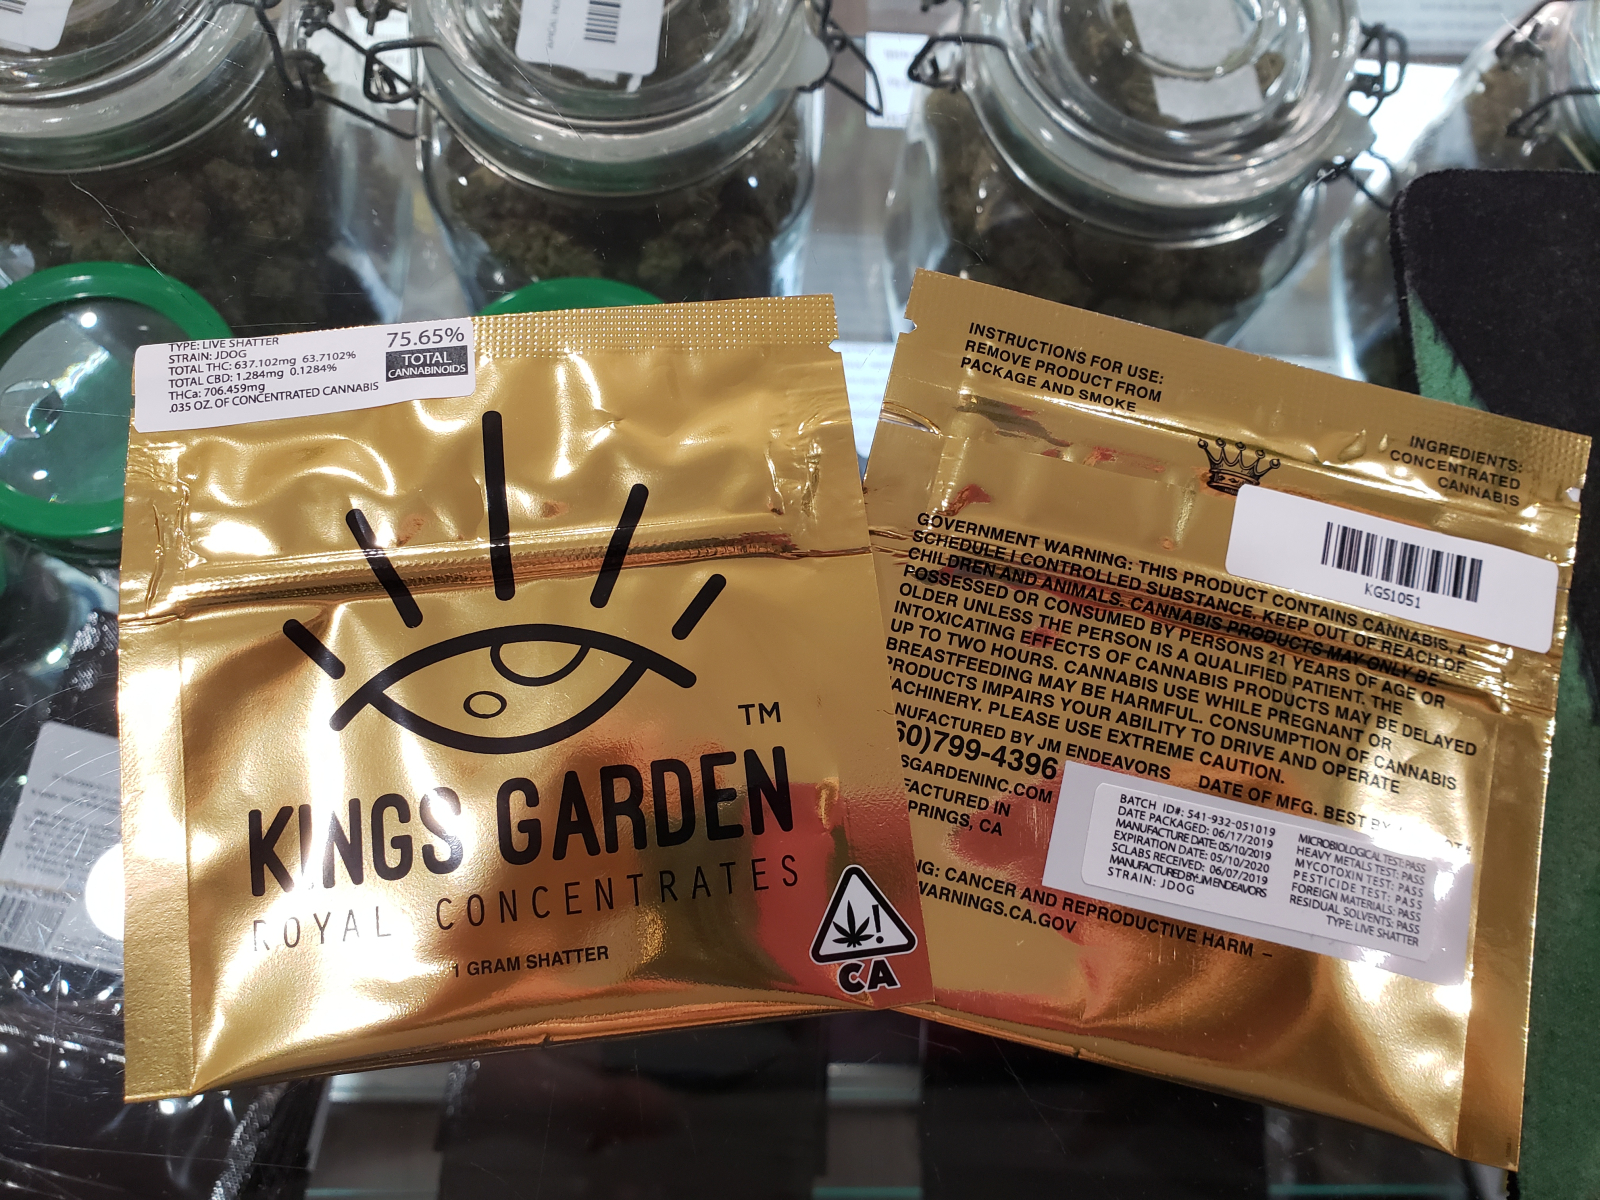 TYPE: LIVE SHATTER
STRAIN: JDOG
TOTAL THC: 637.102mg 63.7102%
TOTAL CBD: 1.284mg 0.1284%
THCa: 706.459mg
.035 OZ. OF CONCENTRATED CANNABIS
75.65%
TOTAL
CANNABINOIDS
TM
KINGS GARDEN
ROYAL CONCENTRATES
1 GRAM SHATTER
CA
INSTRUCTIONS FOR USE:
REMOVE PRODUCT FROM
PACKAGE AND SMOKE
INGREDIENTS:
CONCENTRATED
CANNABIS
KGS1051
GOVERNMENT WARNING: THIS PRODUCT CONTAINS CANNABIS, A
SCHEDULE I CONTROLLED SUBSTANCE. KEEP OUT OF REACH OF
CHILDREN AND ANIMALS. CANNABIS PRODUCTS MAY ONLY BE
POSSESSED OR CONSUMED BY PERSONS 21 YEARS OF AGE OR
OLDER UNLESS THE PERSON IS A QUALIFIED PATIENT. THE
INTOXICATING EFFECTS OF CANNABIS PRODUCTS MAY BE DELAYED
UP TO TWO HOURS. CANNABIS USE WHILE PREGNANT OR
BREASTFEEDING MAY BE HARMFUL. CONSUMPTION OF CANNABIS
PRODUCTS IMPAIRS YOUR ABILITY TO DRIVE AND OPERATE
ACHINERY. PLEASE USE EXTREME CAUTION.
NUFACTURED BY JM ENDEAVORS
60)799-4396
SGARDENINC.COM
FACTURED IN
PRINGS, CA
DATE OF MFG. BEST BY
BATCH ID#: 541-932-051019
DATE PACKAGED: 06/17/2019
MANUFACTURE DATE: 05/10/2019
EXPIRATION DATE: 05/10/2020
SCLABS RECEIVED: 06/07/2019
MANUFACTURED BY: JM ENDEAVORS
STRAIN: JDOG
MICROBIOLOGICAL TEST: PASS
HEAVY METALS TEST: PASS
MYCOTOXIN TEST: PASS
PESTICIDE TEST: PASS
FOREIGN MATERIALS: PASS
RESIDUAL SOLVENTS: PASS
TYPE: LIVE SHATTER
NG: CANCER AND REPRODUCTIVE HARM –
WARNINGS.CA.GOV